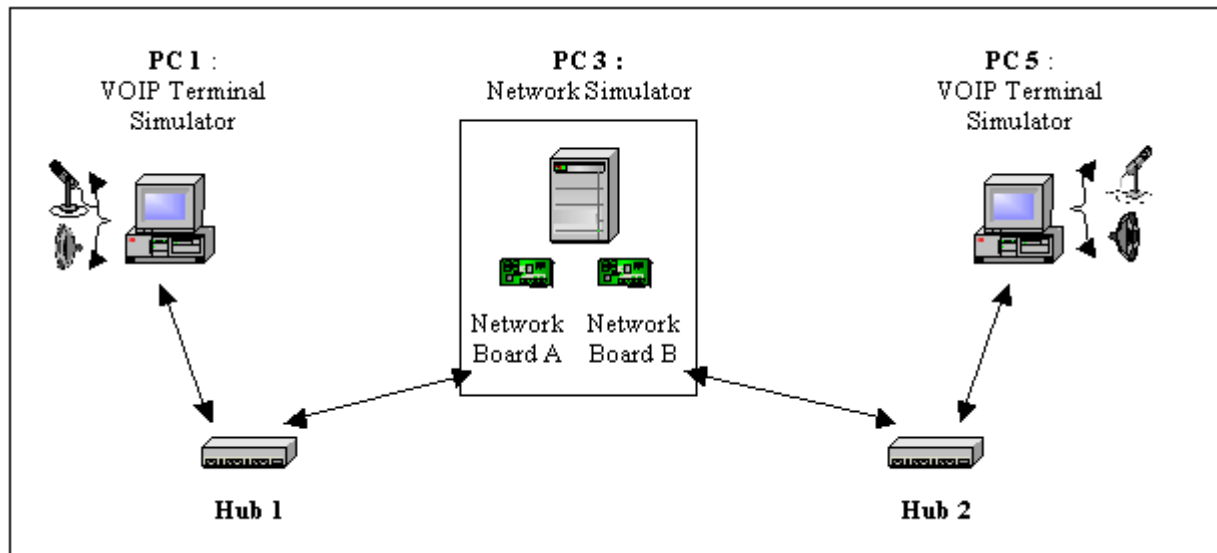 PC 1 :
VOIP Terminal
Simulator
PC 3 :
Network Simulator
PC 5 :
VOIP Terminal
Simulator
Network
Board A
Network
Board B
Hub 1
Hub 2